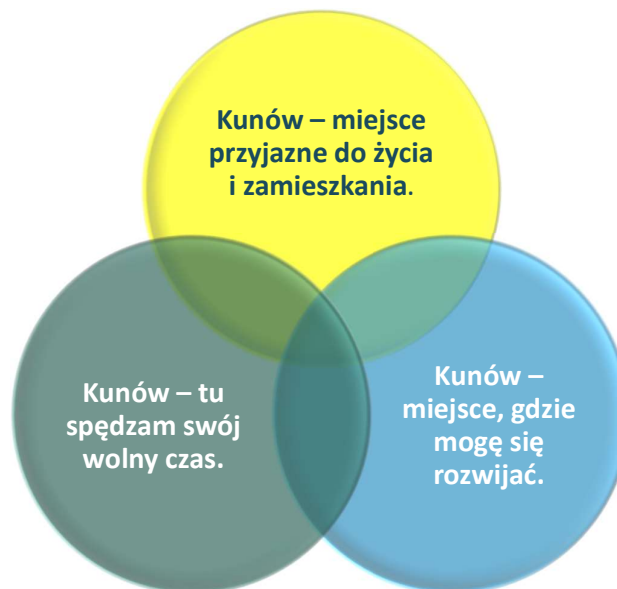 Kunów – miejsce
przyjazne do życia
i zamieszkania.
Kunów – tu
spędzam swój
wolny czas.
Kunów –
miejsce, gdzie
mogę się
rozwijać.